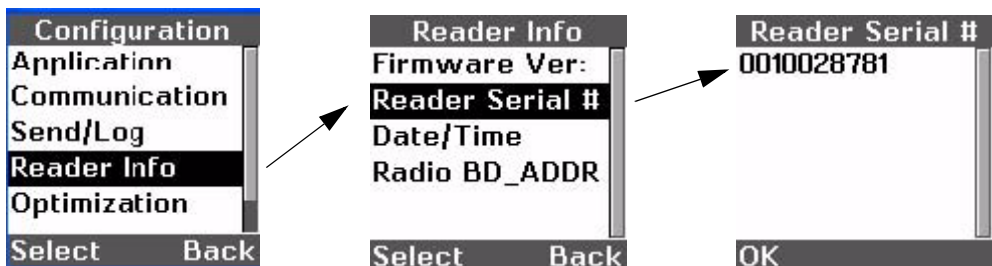 Configuration
Application
Communication
Send/Log
Reader Info
Optimization
Select Back
Reader Info
Firmware Ver:
Reader Serial #
Date/Time
Radio BD_ADDR
Select Back
Reader Serial #
0010028781
OK